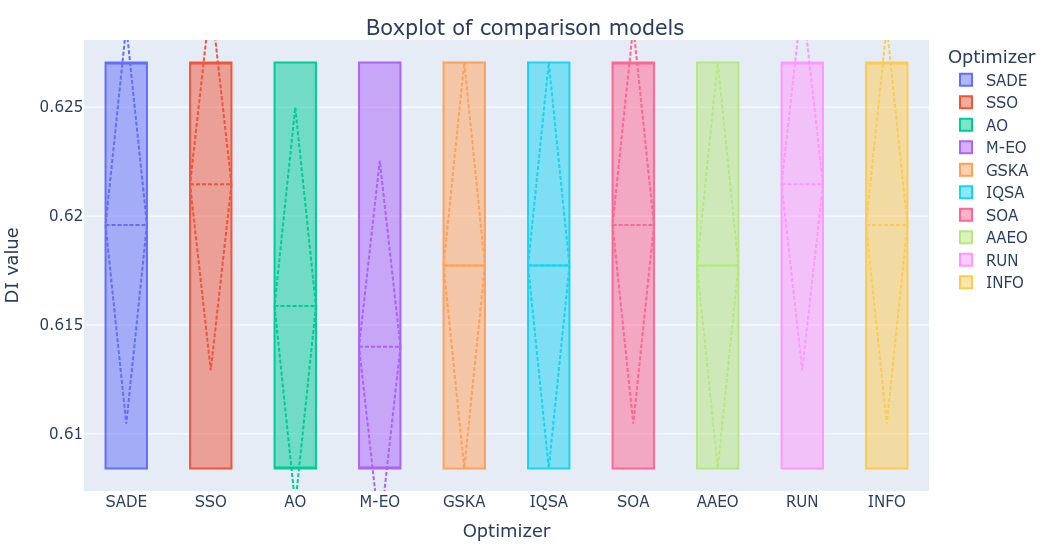 Boxplot of comparison models
DI value
0.625
0.62
0.615
0.61
SADE
SSO
AO
M-EO
GSKA
IQSA
SOA
AAEO
RUN
INFO
Optimizer
Optimizer
SADE
SSO
AO
M-EO
GSKA
IQSA
SOA
AAEO
RUN
INFO